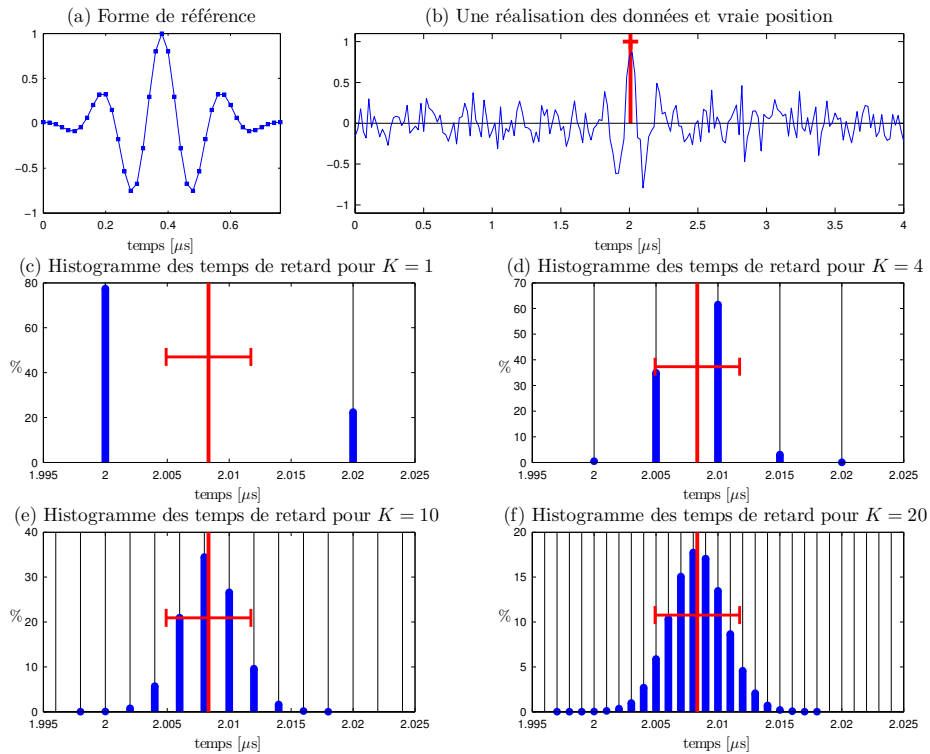 (a) Forme de référence
1
0.5
0
−0.5
−1
0 0.2 0.4 0.6
temps [μs]
(b) Une réalisation des données et vraie position
1
0.5
0
−0.5
−1
0 0.5 1 1.5 2 2.5 3 3.5 4
temps [μs]
(c) Histogramme des temps de retard pour K = 1
80
60
40
20
0
%
1.995 2 2.005 2.01 2.015 2.02 2.025
temps [μs]
(d) Histogramme des temps de retard pour K = 4
70
60
50
40
30
20
10
0
%
1.995 2 2.005 2.01 2.015 2.02 2.025
temps [μs]
(e) Histogramme des temps de retard pour K = 10
40
30
20
10
0
%
1.995 2 2.005 2.01 2.015 2.02 2.025
temps [μs]
(f) Histogramme des temps de retard pour K = 20
20
15
10
5
0
%
1.995 2 2.005 2.01 2.015 2.02 2.025
temps [μs]